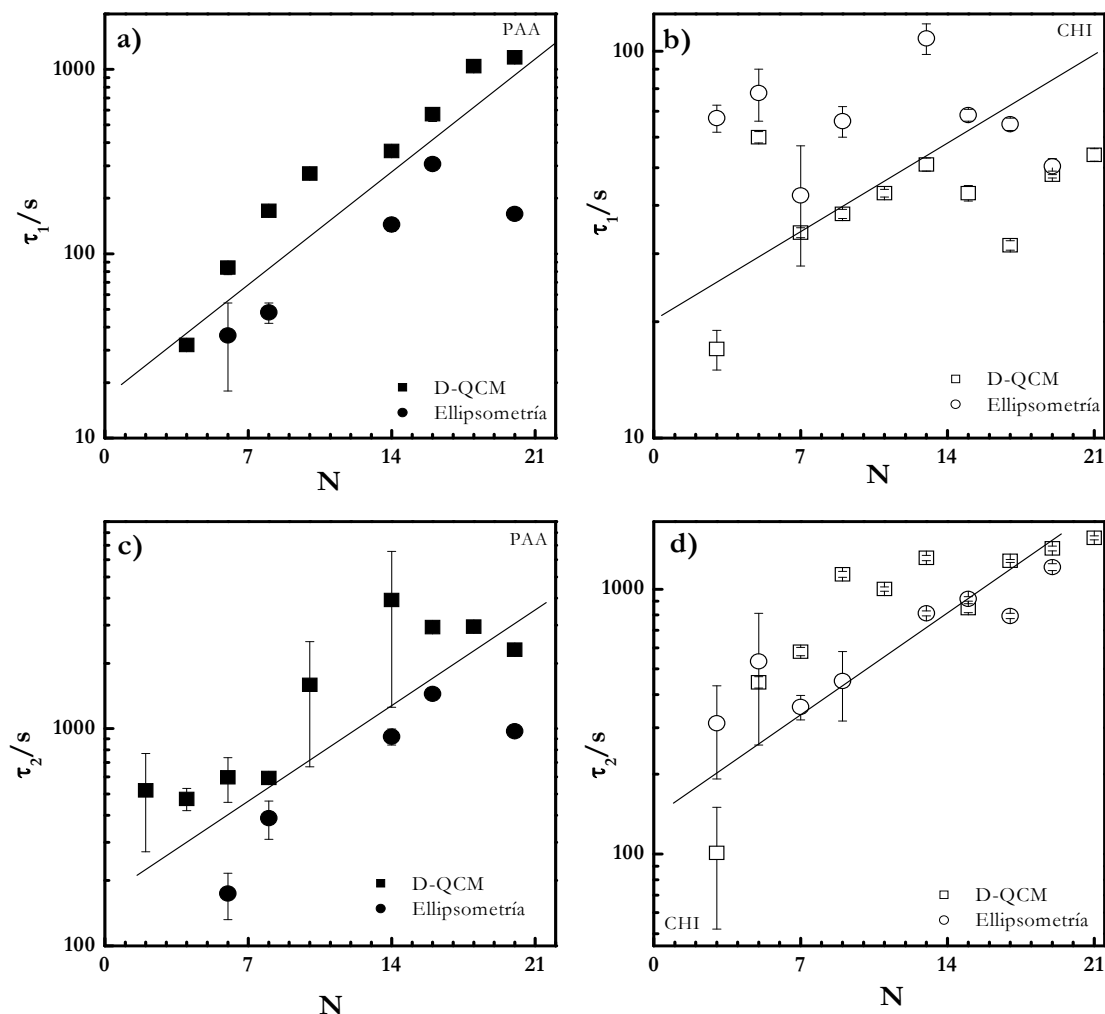 a)
PAA
1000
100
10
τ1/s
0
7
14
21
N
D-QCM
Ellipsometría
b)
CHI
100
10
τ1/s
0
7
14
21
N
D-QCM
Ellipsometría
c)
PAA
1000
100
τ2/s
0
7
14
21
N
D-QCM
Ellipsometría
d)
1000
100
τ2/s
CHI
0
7
14
21
N
D-QCM
Ellipsometría